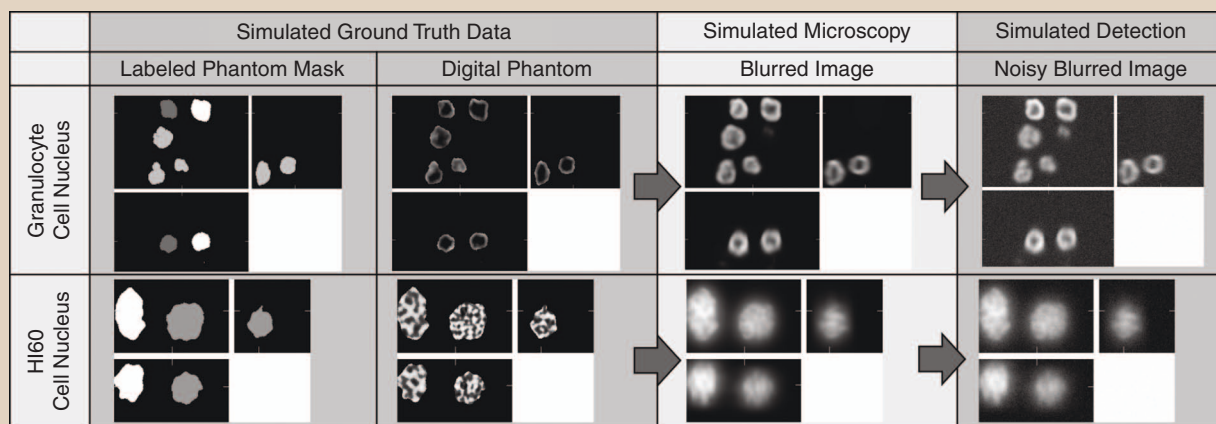 Simulated Ground Truth Data
Simulated Microscopy
Simulated Detection
Labeled Phantom Mask
Digital Phantom
Blurred Image
Noisy Blurred Image
Granulocyte
Cell Nucleus
Hl60
Cell Nucleus